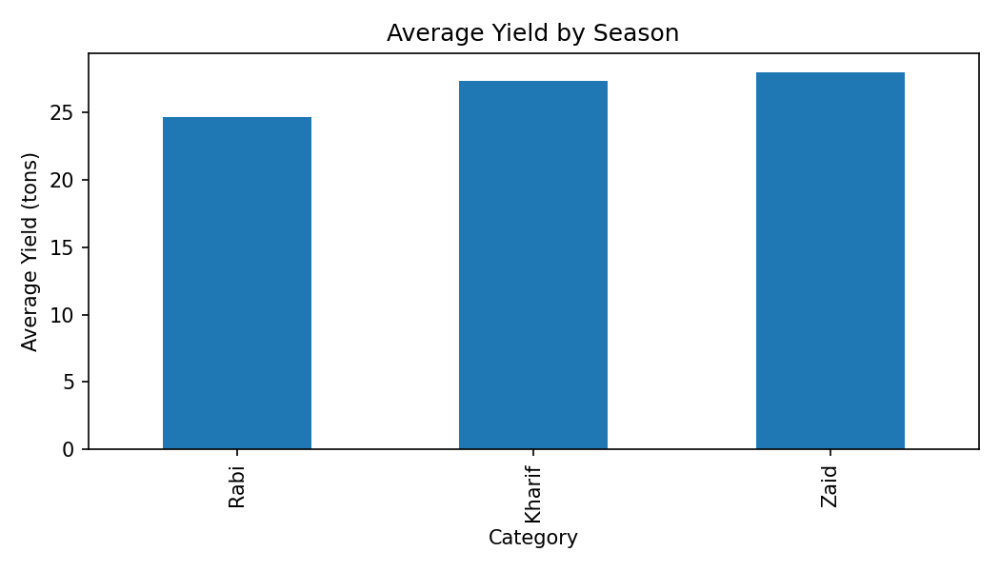 Average Yield by Season
Average Yield (tons)
25
20
15
10
5
0
Rabi
Kharif
Zaid
Category